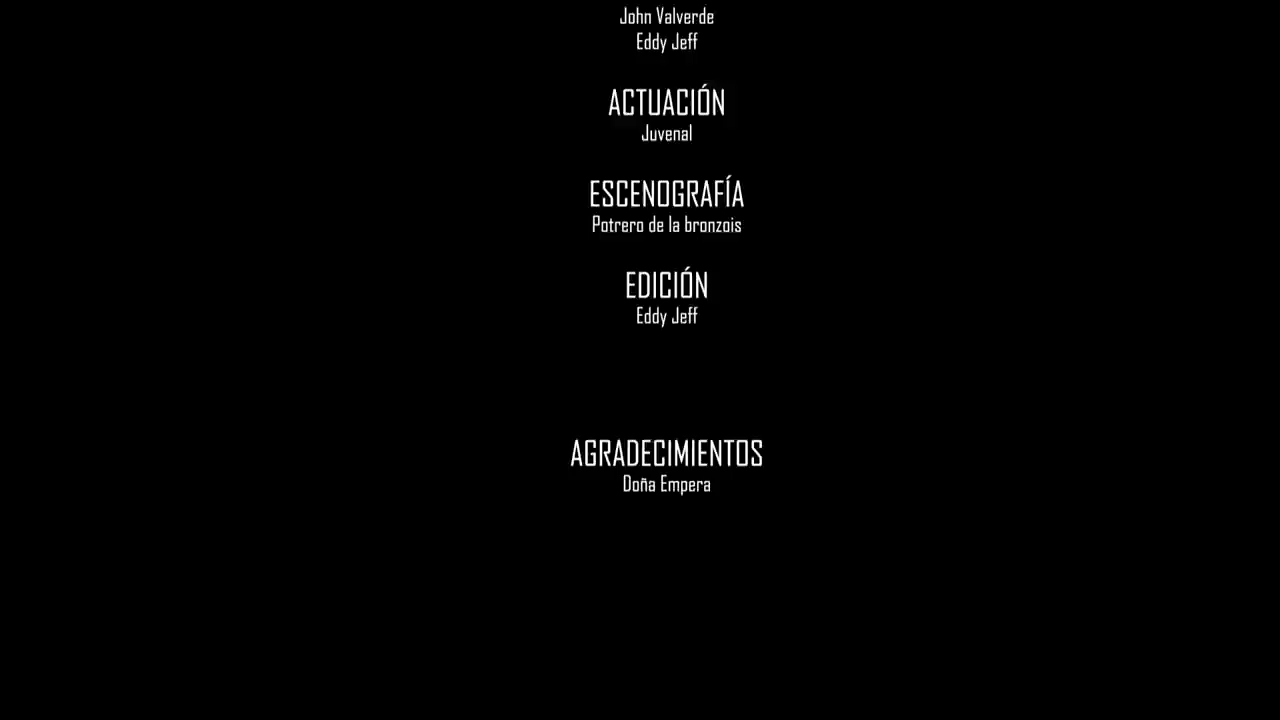 John Valverde
Eddy Jeff
ACTUACIÓN
Juvenal
ESCENOGRAFÍA
Potrero de la bronzois
EDICIÓN
Eddy Jeff
AGRADECIMIENTOS
Doña Empera